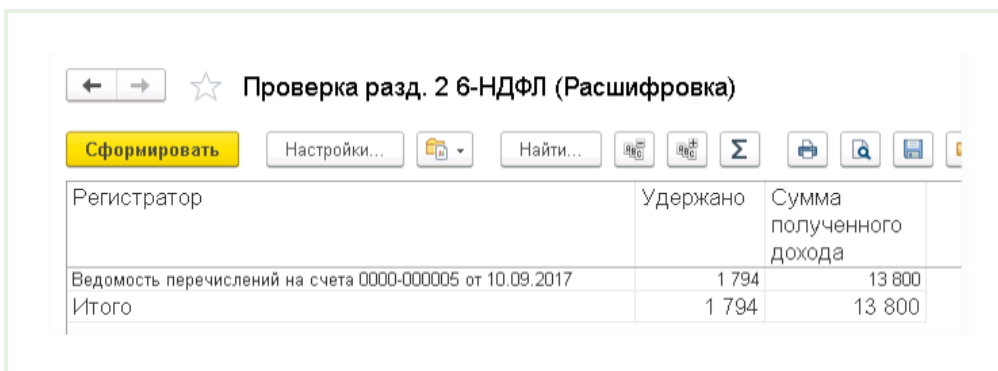 Проверка разд. 2 6-НДФЛ (Расшифровка)
Сформировать Настройки... Найти...
Регистратор Удержано Сумма
полученного
дохода
Ведомость перечислений на счета 0000-000005 от 10.09.2017 1 794 13 800
Итого 1 794 13 800